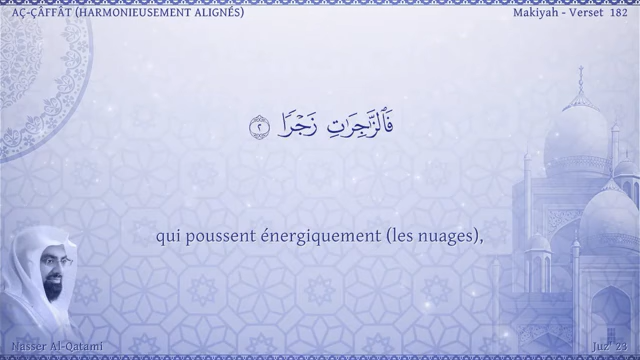 AÇ-ÇÂFFÂT (HARMONIEUSEMENT ALIGNÉS)
Makiyah - Verset 182
فَٱلزَّٰجِرَٰتِ زَجْرًا ٢
qui poussent énergiquement (les nuages),
Nasser Al-Qatami
Juz' 23